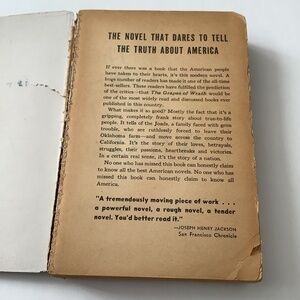 THE NOVEL THAT DARES TO TELL
THE TRUTH ABOUT AMERICA
If ever there was a book that the American people
have taken to their hearts, it's this modern novel. A
huge number of readers has made it one of the all-time
best-sellers. These readers have fulfilled the prediction
of the critics—that The Grapes of Wrath would be
one of the most widely read and discussed books ever
published in this country.
What makes it so good? Mostly the fact that it's a
gripping, completely frank story about true-to-life
people. It tells of the Joads, a family faced with grave
trouble, who are ruthlessly forced to leave their
Oklahoma farm—and move across the country to
California. It's the story of their loves, betrayals,
struggles, their passions, heartbreaks and victories.
In a certain real sense, it's the story of a nation.
No one who has missed this book can honestly claim
to know all the best American novels. No one who has
missed this book can honestly claim to know all
America.
"A tremendously moving piece of work . . .
a powerful novel, a rough novel, a tender
novel. You'd better read it."
—JOSEPH HENRY JACKSON
San Francisco Chronicle